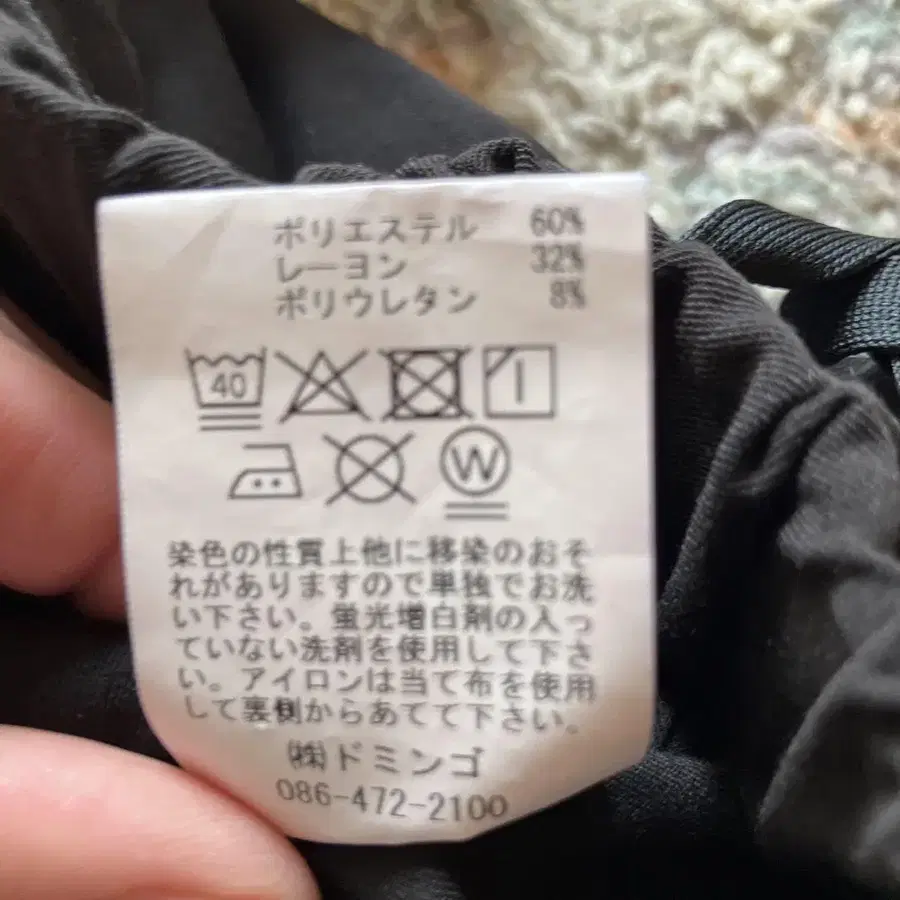 ポリエステル 60%
レーヨン 32%
ポリウレタン 8%
40
W
染色の性質上他に移染のおそ
れがありますので単独でお洗
い下さい。蛍光増白剤の入っ
ていない洗剤を使用して下さ
い。アイロンは当て布を使用
して裏側からあてて下さい。
㈱ドミンゴ
086-472-2100